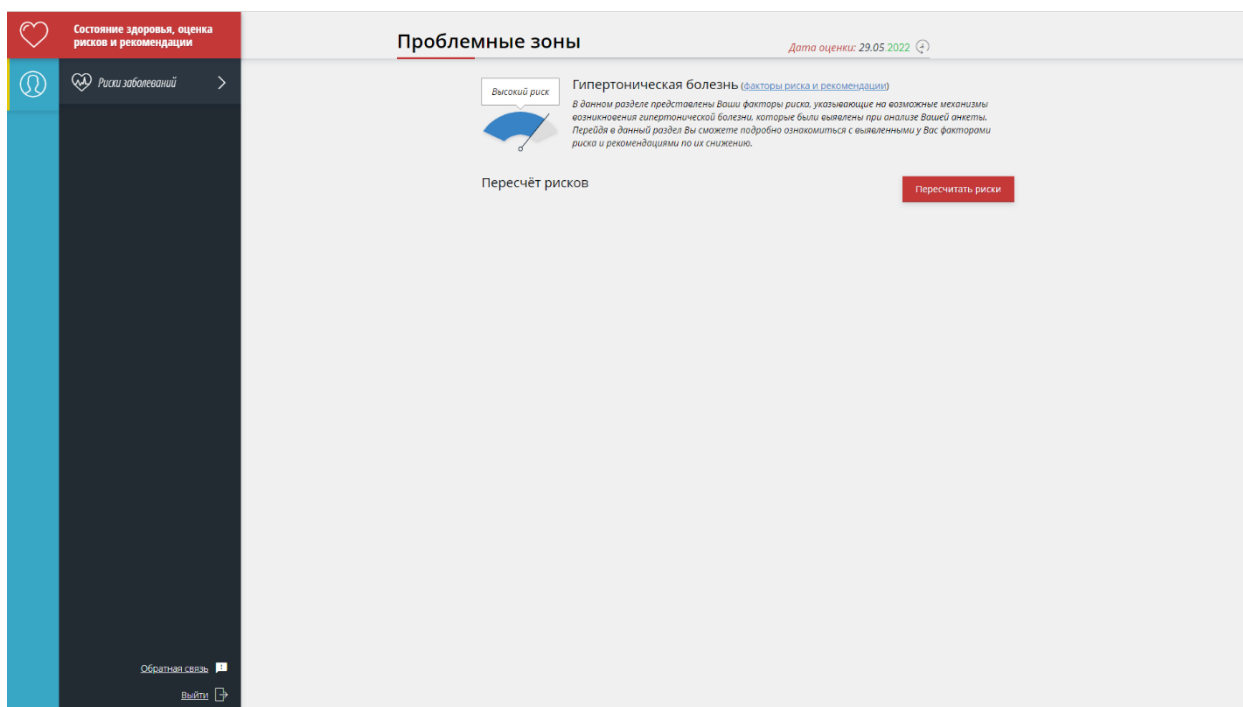 Состояние здоровья, оценка
рисков и рекомендации
Риски заболеваний
Проблемные зоны
Дата оценки: 29.05.2022
Высокий риск
Гипертоническая болезнь (факторы риска и рекомендации)
В данном разделе представлены Ваши факторы риска, указывающие на возможные механизмы
возникновения гипертонической болезни, которые были выявлены при анализе Вашей анкеты.
Перейдя в данный раздел Вы сможете подробно ознакомиться с выявленными у Вас факторами
риска и рекомендациями по их снижению.
Пересчёт рисков
Пересчитать риски
Обратная связь
Выйти